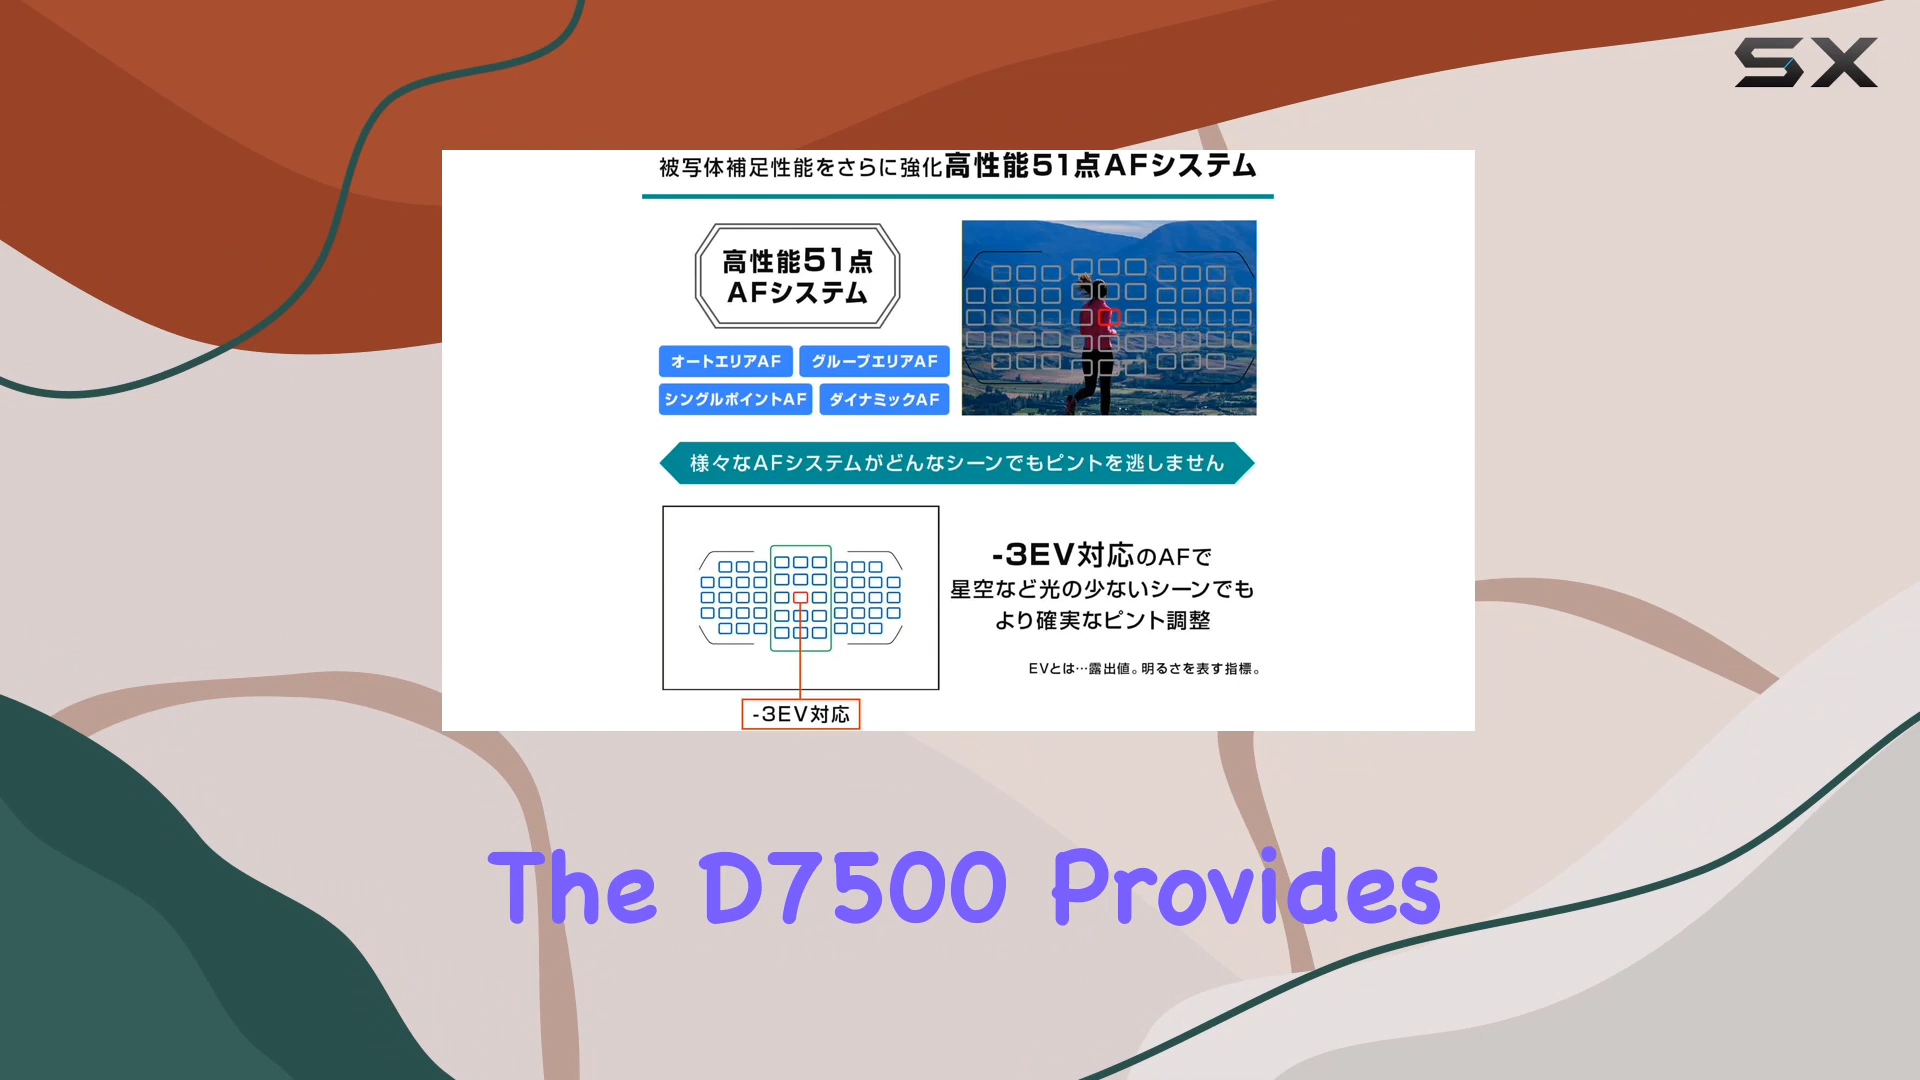 SX
被写体補足性能をさらに強化高性能51点AFシステム
高性能51点
AFシステム
オートエリアAF
グループエリアAF
シングルポイントAF
ダイナミックAF
様々なAFシステムがどんなシーンでもピントを逃しません
-3EV対応のAFで
星空など光の少ないシーンでも
より確実なピント調整
EVとは…露出値。明るさを表す指標。
-3EV対応
The D7500 Provides